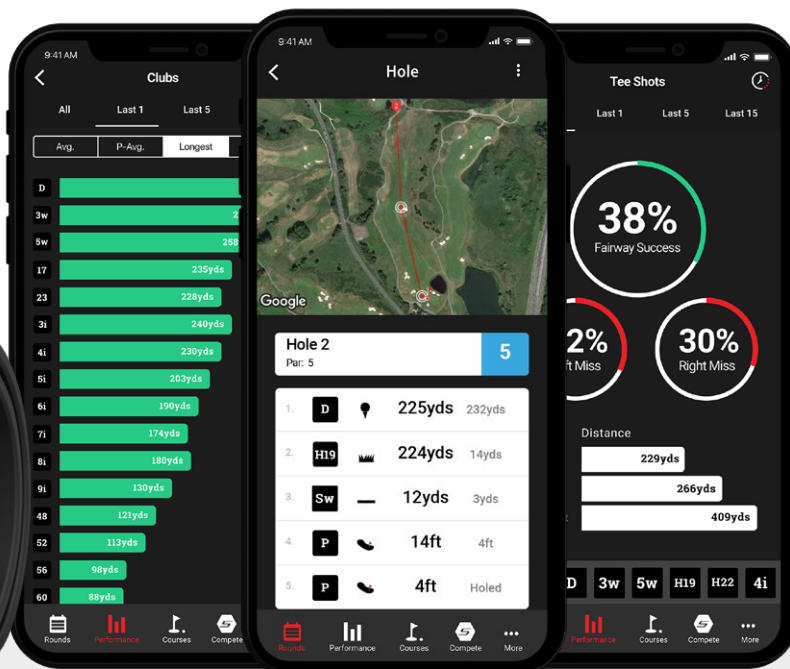 9:41 AM
Clubs
All Last 1 Last 5
Avg. P-Avg. Longest
D
3w
5w 258
17 235yds
23 228yds
3i 240yds
4i 230yds
5i 203yds
6i 190yds
7i 174yds
8i 180yds
9i 130yds
48 121yds
52 113yds
56 98yds
60 88yds
Rounds Performance Courses Compete
9:41 AM
Hole
2
Google
Hole 2
Par: 5
5
1. D 225yds 232yds
2. H19 224yds 14yds
3. Sw 12yds 3yds
4. P 14ft 4ft
5. P 4ft Holed
Rounds Performance Courses Compete More
Tee Shots
Last 1 Last 5 Last 15
38%
Fairway Success
2%
ft Miss
30%
Right Miss
Distance
229yds
266yds
409yds
D 3w 5w H19 H22 4i
Performance Courses Compete More